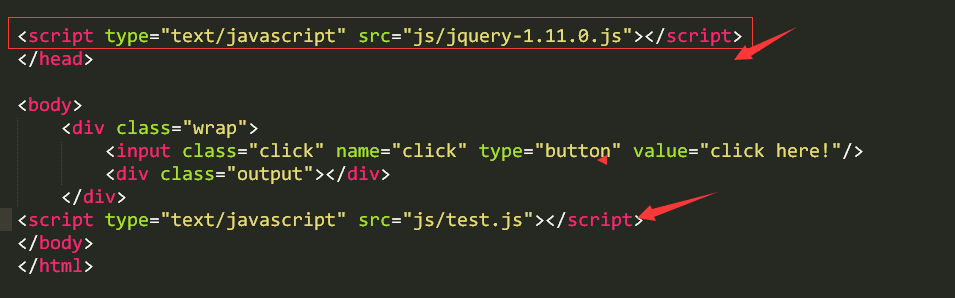 <script type="text/javascript" src="js/jquery-1.11.0.js"></script>
</head>
<body>
<div class="wrap">
<input class="click" name="click" type="button" value="click here!"/>
<div class="output"></div>
</div>
<script type="text/javascript" src="js/test.js"></script>
</body>
</html>